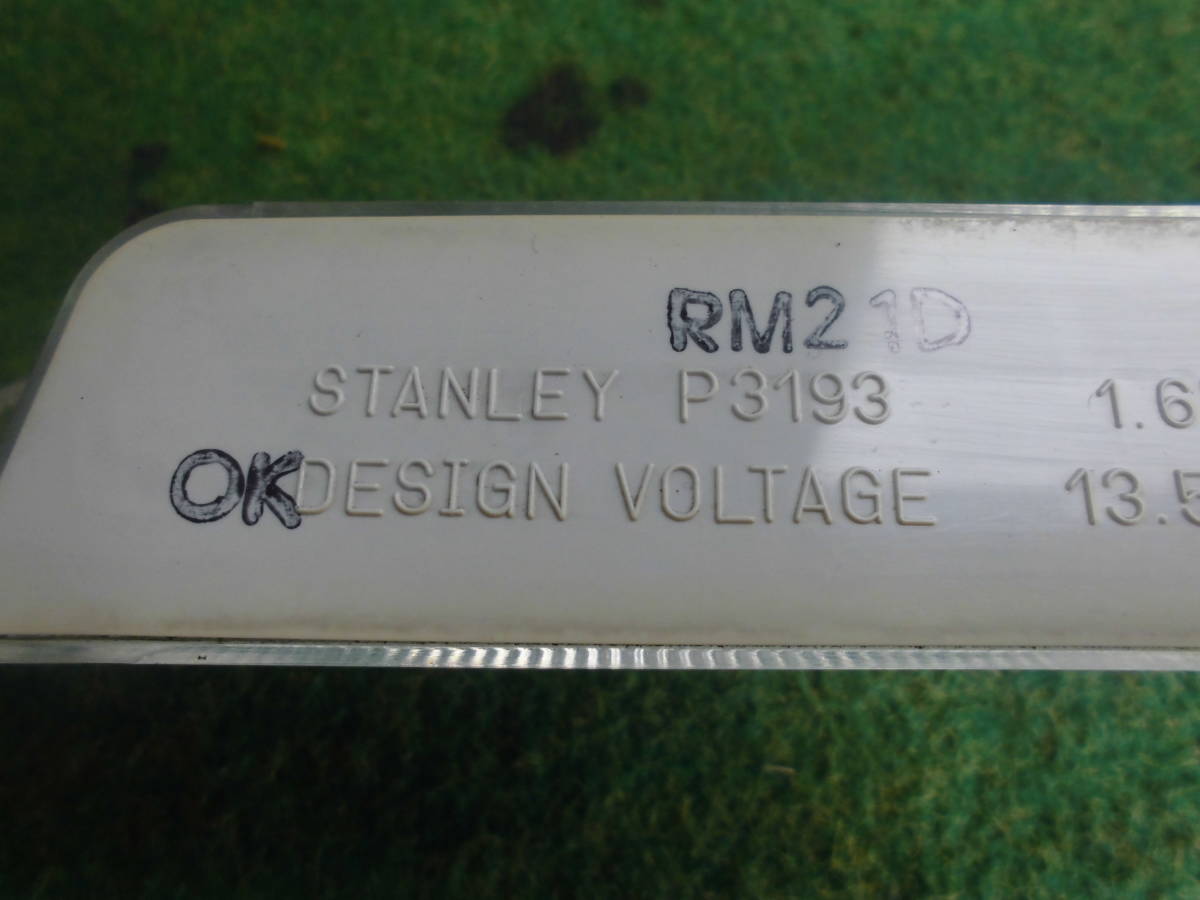 RM21D
STANLEY P3193 1.6
OK DESIGN VOLTAGE 13.5